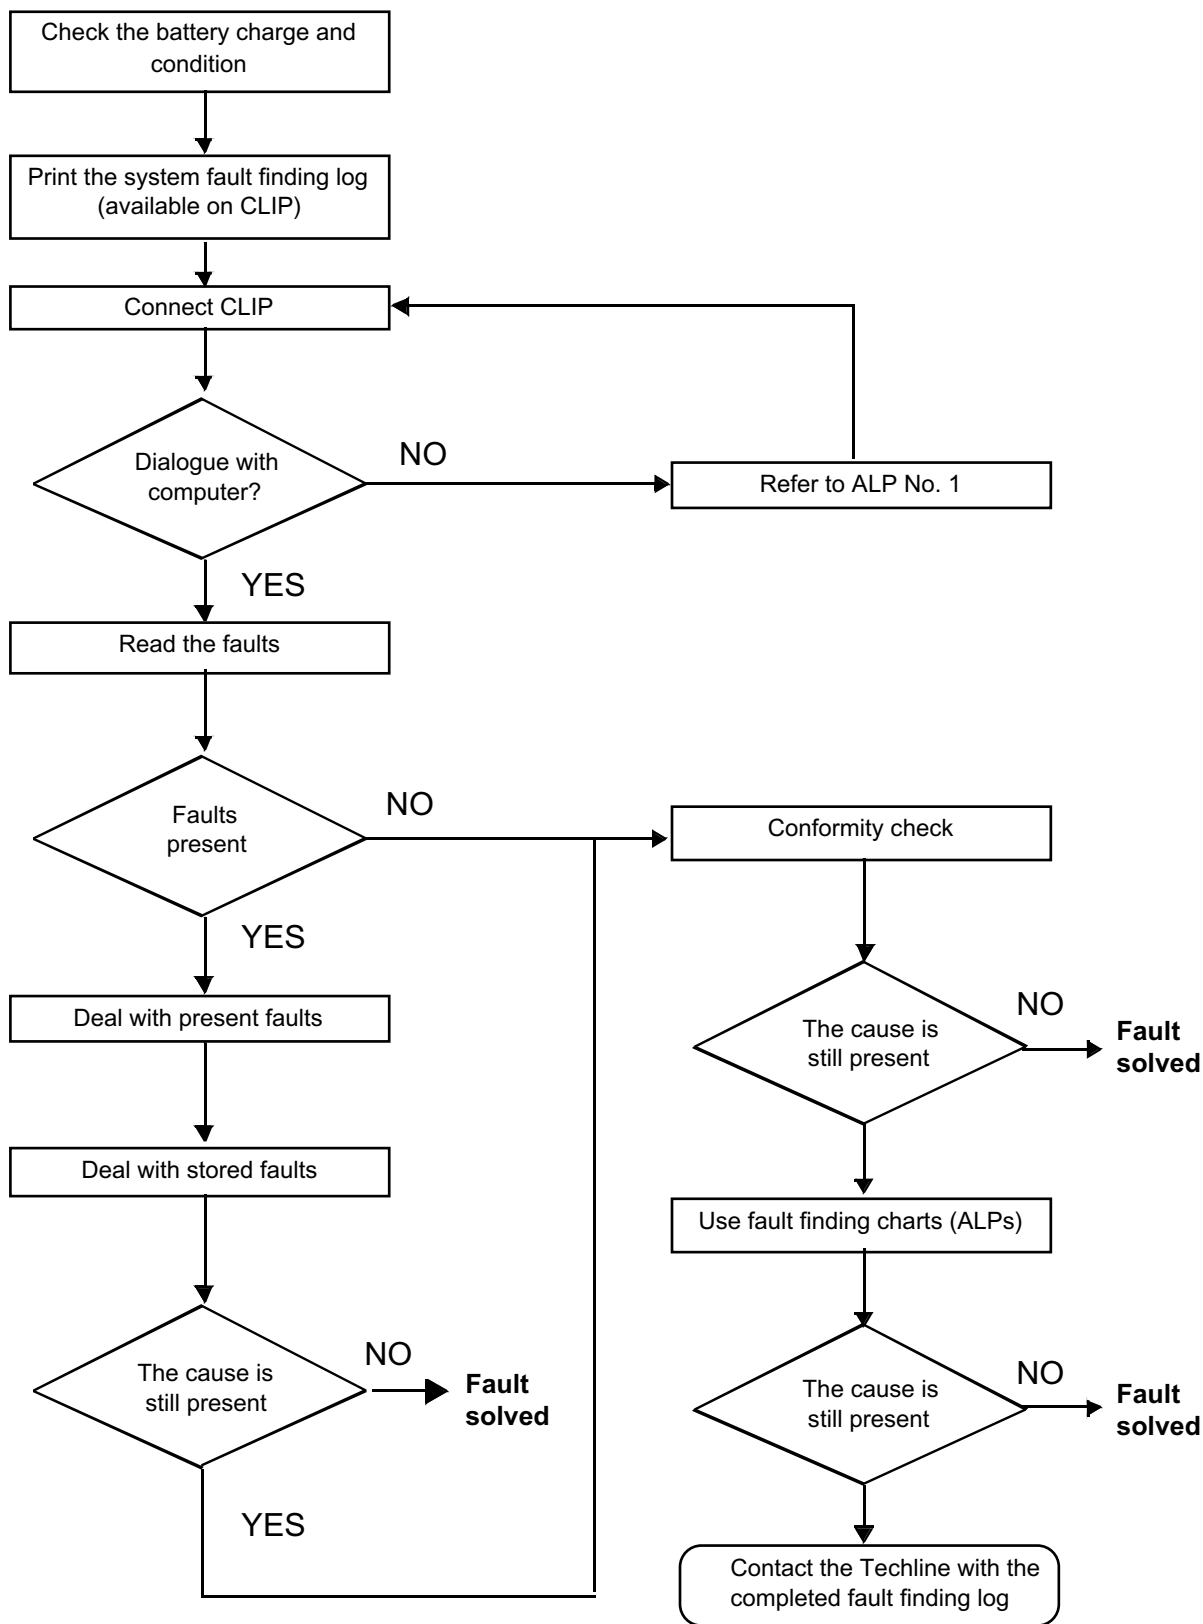 Check the battery charge and
condition
Print the system fault finding log
(available on CLIP)
Connect CLIP
Dialogue with
computer?
NO
Refer to ALP No. 1
YES
Read the faults
Faults
present
NO
Conformity check
YES
Deal with present faults
The cause is
still present
NO
Fault
solved
Deal with stored faults
Use fault finding charts (ALPs)
The cause is
still present
NO
Fault
solved
The cause is
still present
NO
Fault
solved
YES
Contact the Techline with the
completed fault finding log